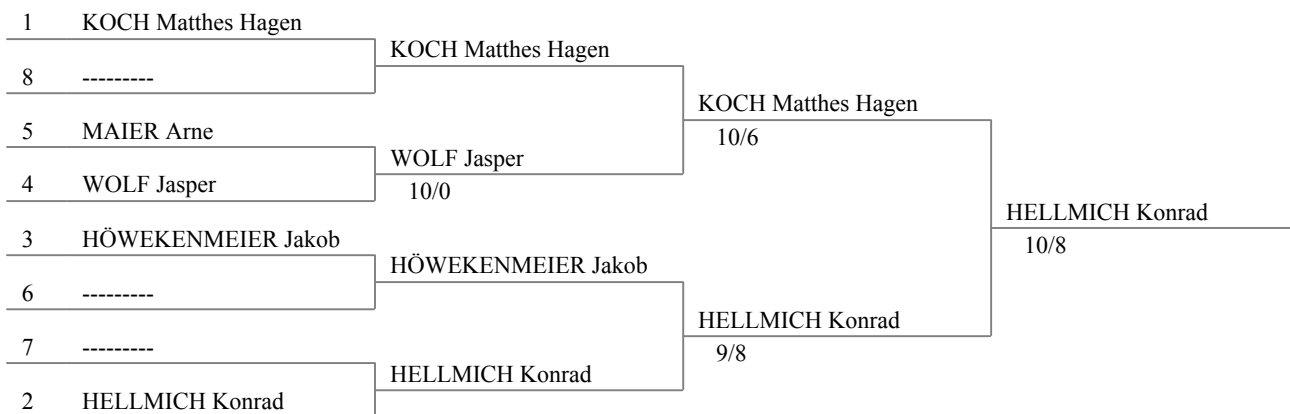 1 KOCH Matthes Hagen
KOCH Matthes Hagen
8 ---------
KOCH Matthes Hagen
10/6
5 MAIER Arne
WOLF Jasper
10/0
4 WOLF Jasper
HELLMICH Konrad
10/8
3 HÖWEKENMEIER Jakob
HÖWEKENMEIER Jakob
6 ---------
HELLMICH Konrad
9/8
7 ---------
HELLMICH Konrad
2 HELLMICH Konrad